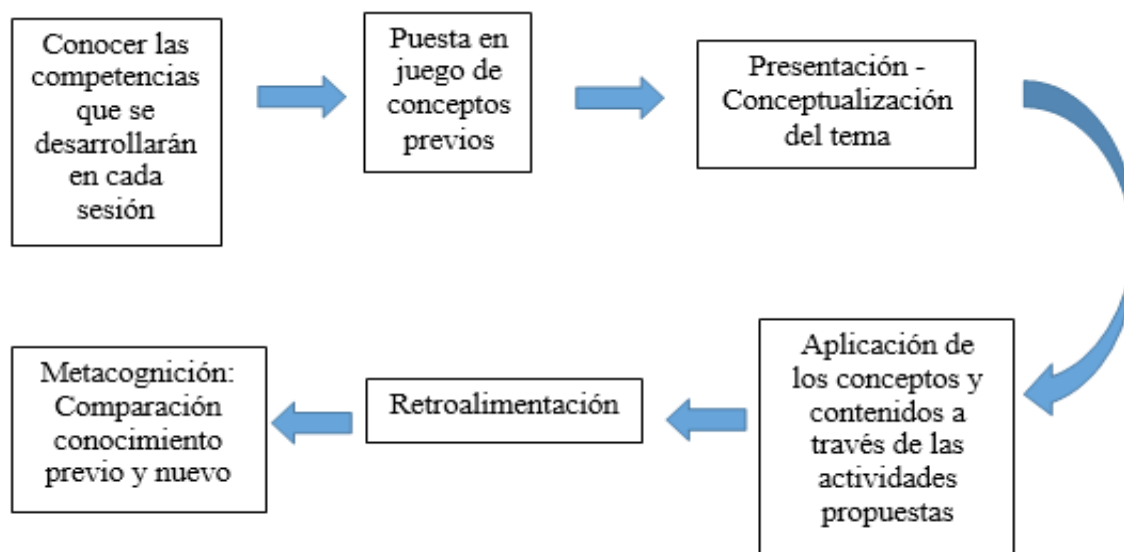 Conocer las
competencias
que se
desarrollarán
en cada
sesión
Puesta en
juego de
conceptos
previos
Presentación -
Conceptualización
del tema
Aplicación de
los conceptos y
contenidos a
través de las
actividades
propuestas
Retroalimentación
Metacognición:
Comparación
conocimiento
previo y nuevo